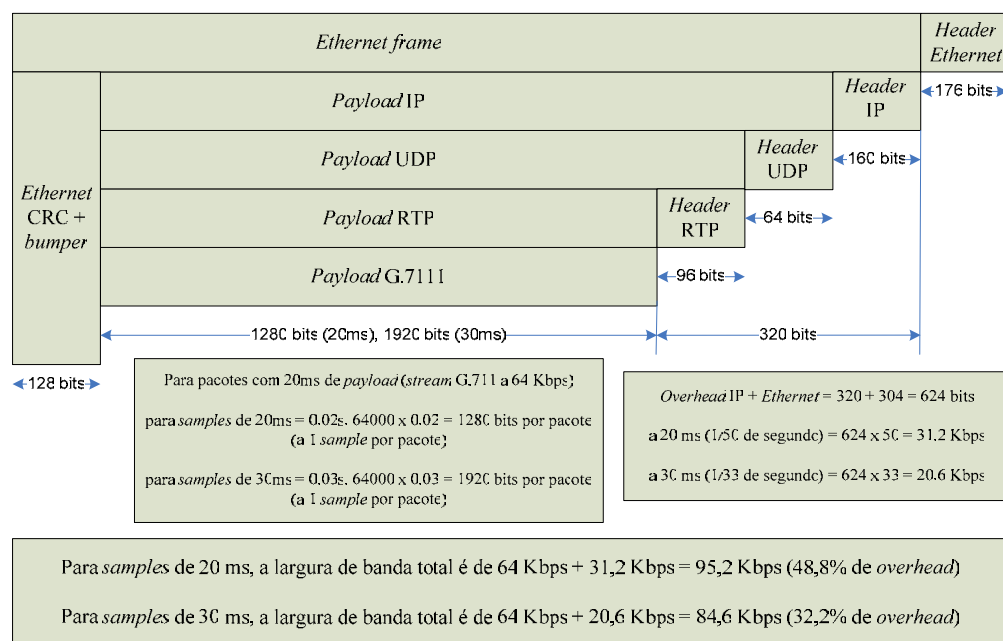 Ethernet frame
Header
Ethernet
Payload IP
Header
IP
176 bits
Payload UDP
Header
UDP
160 bits
Ethernet
CRC +
bumper
Payload RTP
Header
RTP
64 bits
Payload G.7111
96 bits
1280 bits (20ms), 1920 bits (30ms)
320 bits
128 bits
Para pacotes com 20ms de payload (stream G.711 a 64 Kbps)
para samples de 20ms = 0.02s, 64000 x 0.02 = 1280 bits por pacote
(a 1 sample por pacote)
para samples de 30ms = 0.03s, 64000 x 0.03 = 1920 bits por pacote
(a 1 sample por pacote)
Overhead IP + Ethernet = 320 + 304 = 624 bits
a 20 ms (1/50 de segundo) = 624 x 50 = 31.2 Kbps
a 30 ms (1/33 de segundo) = 624 x 33 = 20.6 Kbps
Para samples de 20 ms, a largura de banda total é de 64 Kbps + 31,2 Kbps = 95,2 Kbps (48,8% de overhead)
Para samples de 30 ms, a largura de banda total é de 64 Kbps + 20,6 Kbps = 84,6 Kbps (32,2% de overhead)